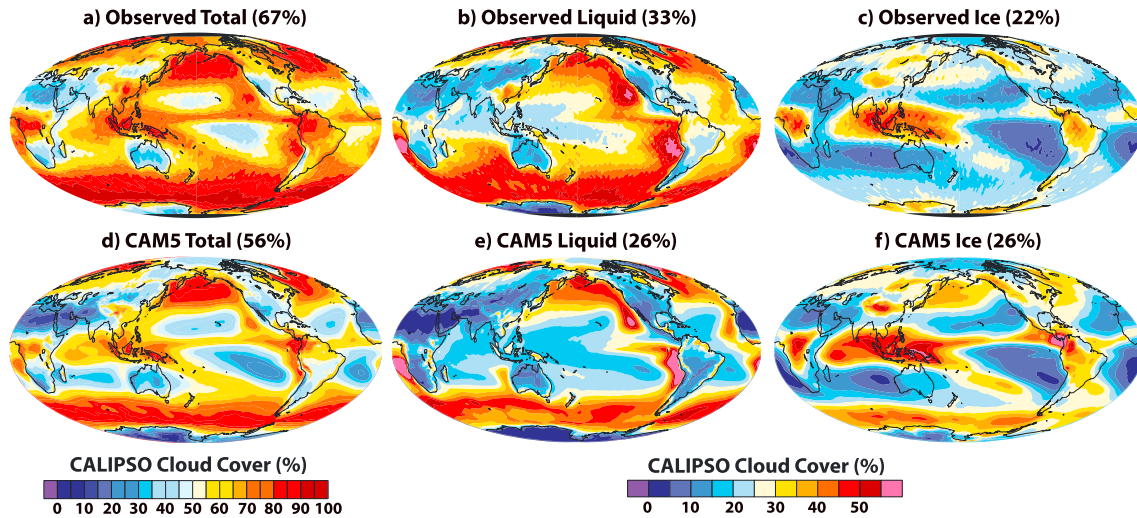 a) Observed Total (67%)
b) Observed Liquid (33%)
c) Observed Ice (22%)
d) CAM5 Total (56%)
e) CAM5 Liquid (26%)
f) CAM5 Ice (26%)
CALIPSO Cloud Cover (%)
0 10 20 30 40 50 60 70 80 90 100
CALIPSO Cloud Cover (%)
0 10 20 30 40 50